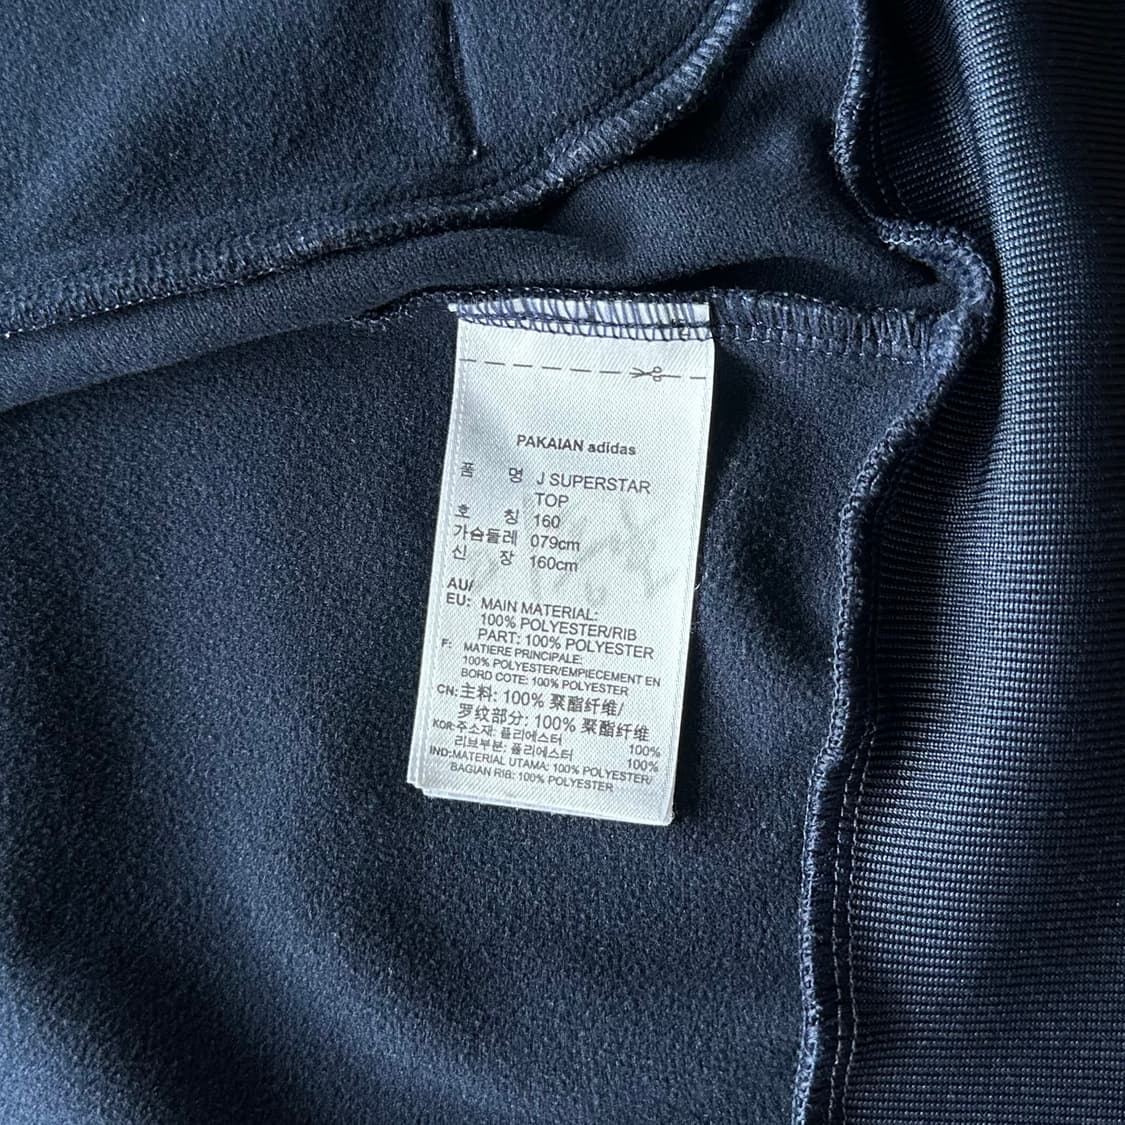 PAKAIAN adidas
품 명 J SUPERSTAR
TOP
호 칭 160
가슴둘레 079cm
신 장 160cm
AU/
EU: MAIN MATERIAL:
100% POLYESTER/RIB
PART: 100% POLYESTER
F: MATIERE PRINCIPALE:
100% POLYESTER/EMPIECEMENT EN
BORD COTE: 100% POLYESTER
CN:主料: 100% 聚酯纤维/
罗纹部分: 100% 聚酯纤维
KOR:주소재: 폴리에스터 100%
리브부분: 폴리에스터 100%
IND:MATERIAL UTAMA: 100% POLYESTER/
BAGIAN RIB: 100% POLYESTER